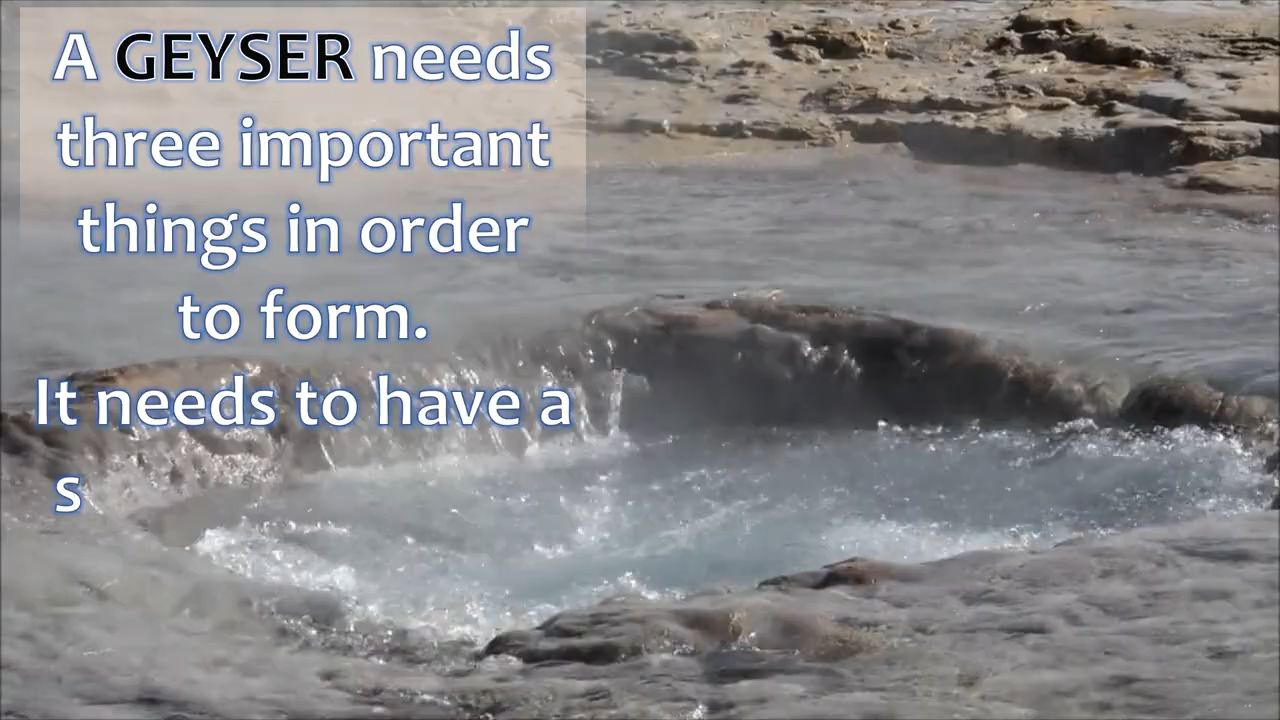 A GEYSER needs
three important
things in order
to form.
It needs to have a
s